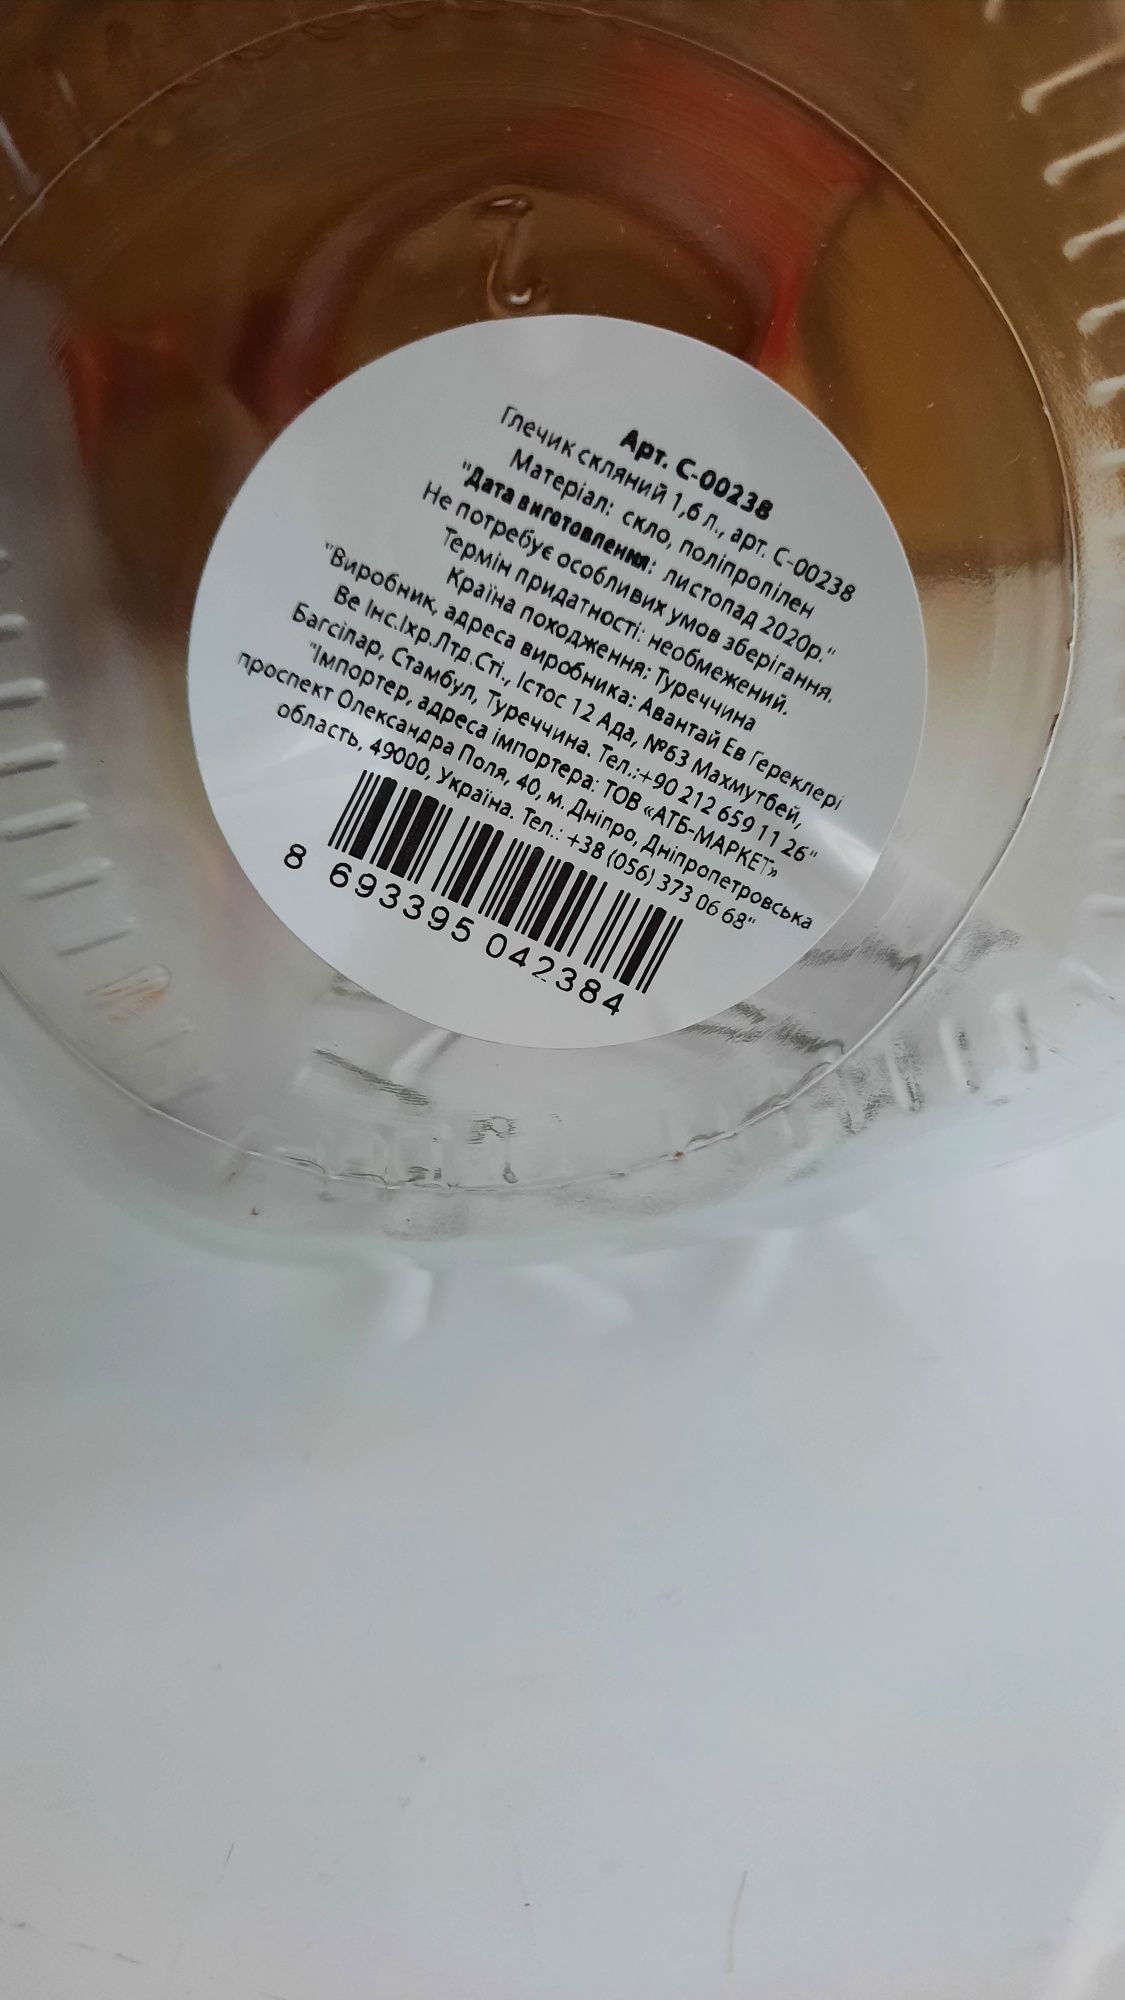 Арт. С-00238
Глечик скляний 1,6 л., арт. С-00238
Матеріал: скло, поліпропілен
"Дата виготовлення: листопад 2020р."
Не потребує особливих умов зберігання.
Термін придатності: необмежений.
Країна походження: Туреччина
"Виробник, адреса виробника: Авантай Ев Гереклері
Ве Інс.Іхр.Лтд.Сті., Істос 12 Ада, №63 Махмутбей,
Багсілар, Стамбул, Туреччина. Тел.:+90 212 659 11 26"
"Імпортер, адреса імпортера: ТОВ «АТБ-МАРКЕТ»
проспект Олександра Поля, 40, м. Дніпро, Дніпропетровська
область, 49000, Україна. Тел.: +38 (056) 373 06 68"
8 693395 042384